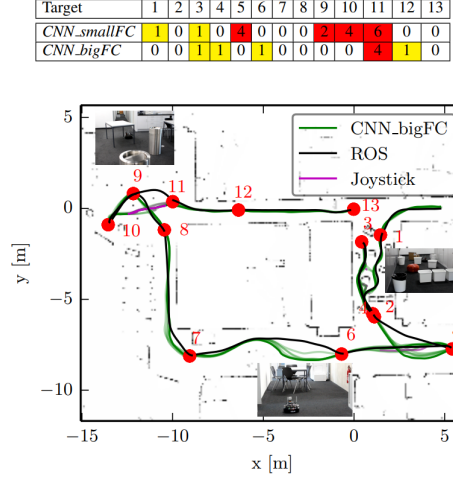 Target 1 2 3 4 5 6 7 8 9 10 11 12 13
CNN_smallFC 1 0 1 0 4 0 0 0 2 4 6 0 0
CNN_bigFC 0 0 1 1 0 1 0 0 0 0 4 1 0
5
0
−5
−10
y [m]
−15
−10
−5
0
5
x [m]
CNN_bigFC
ROS
Joystick
9
11
12
13
10
8
3
1
2
7
6